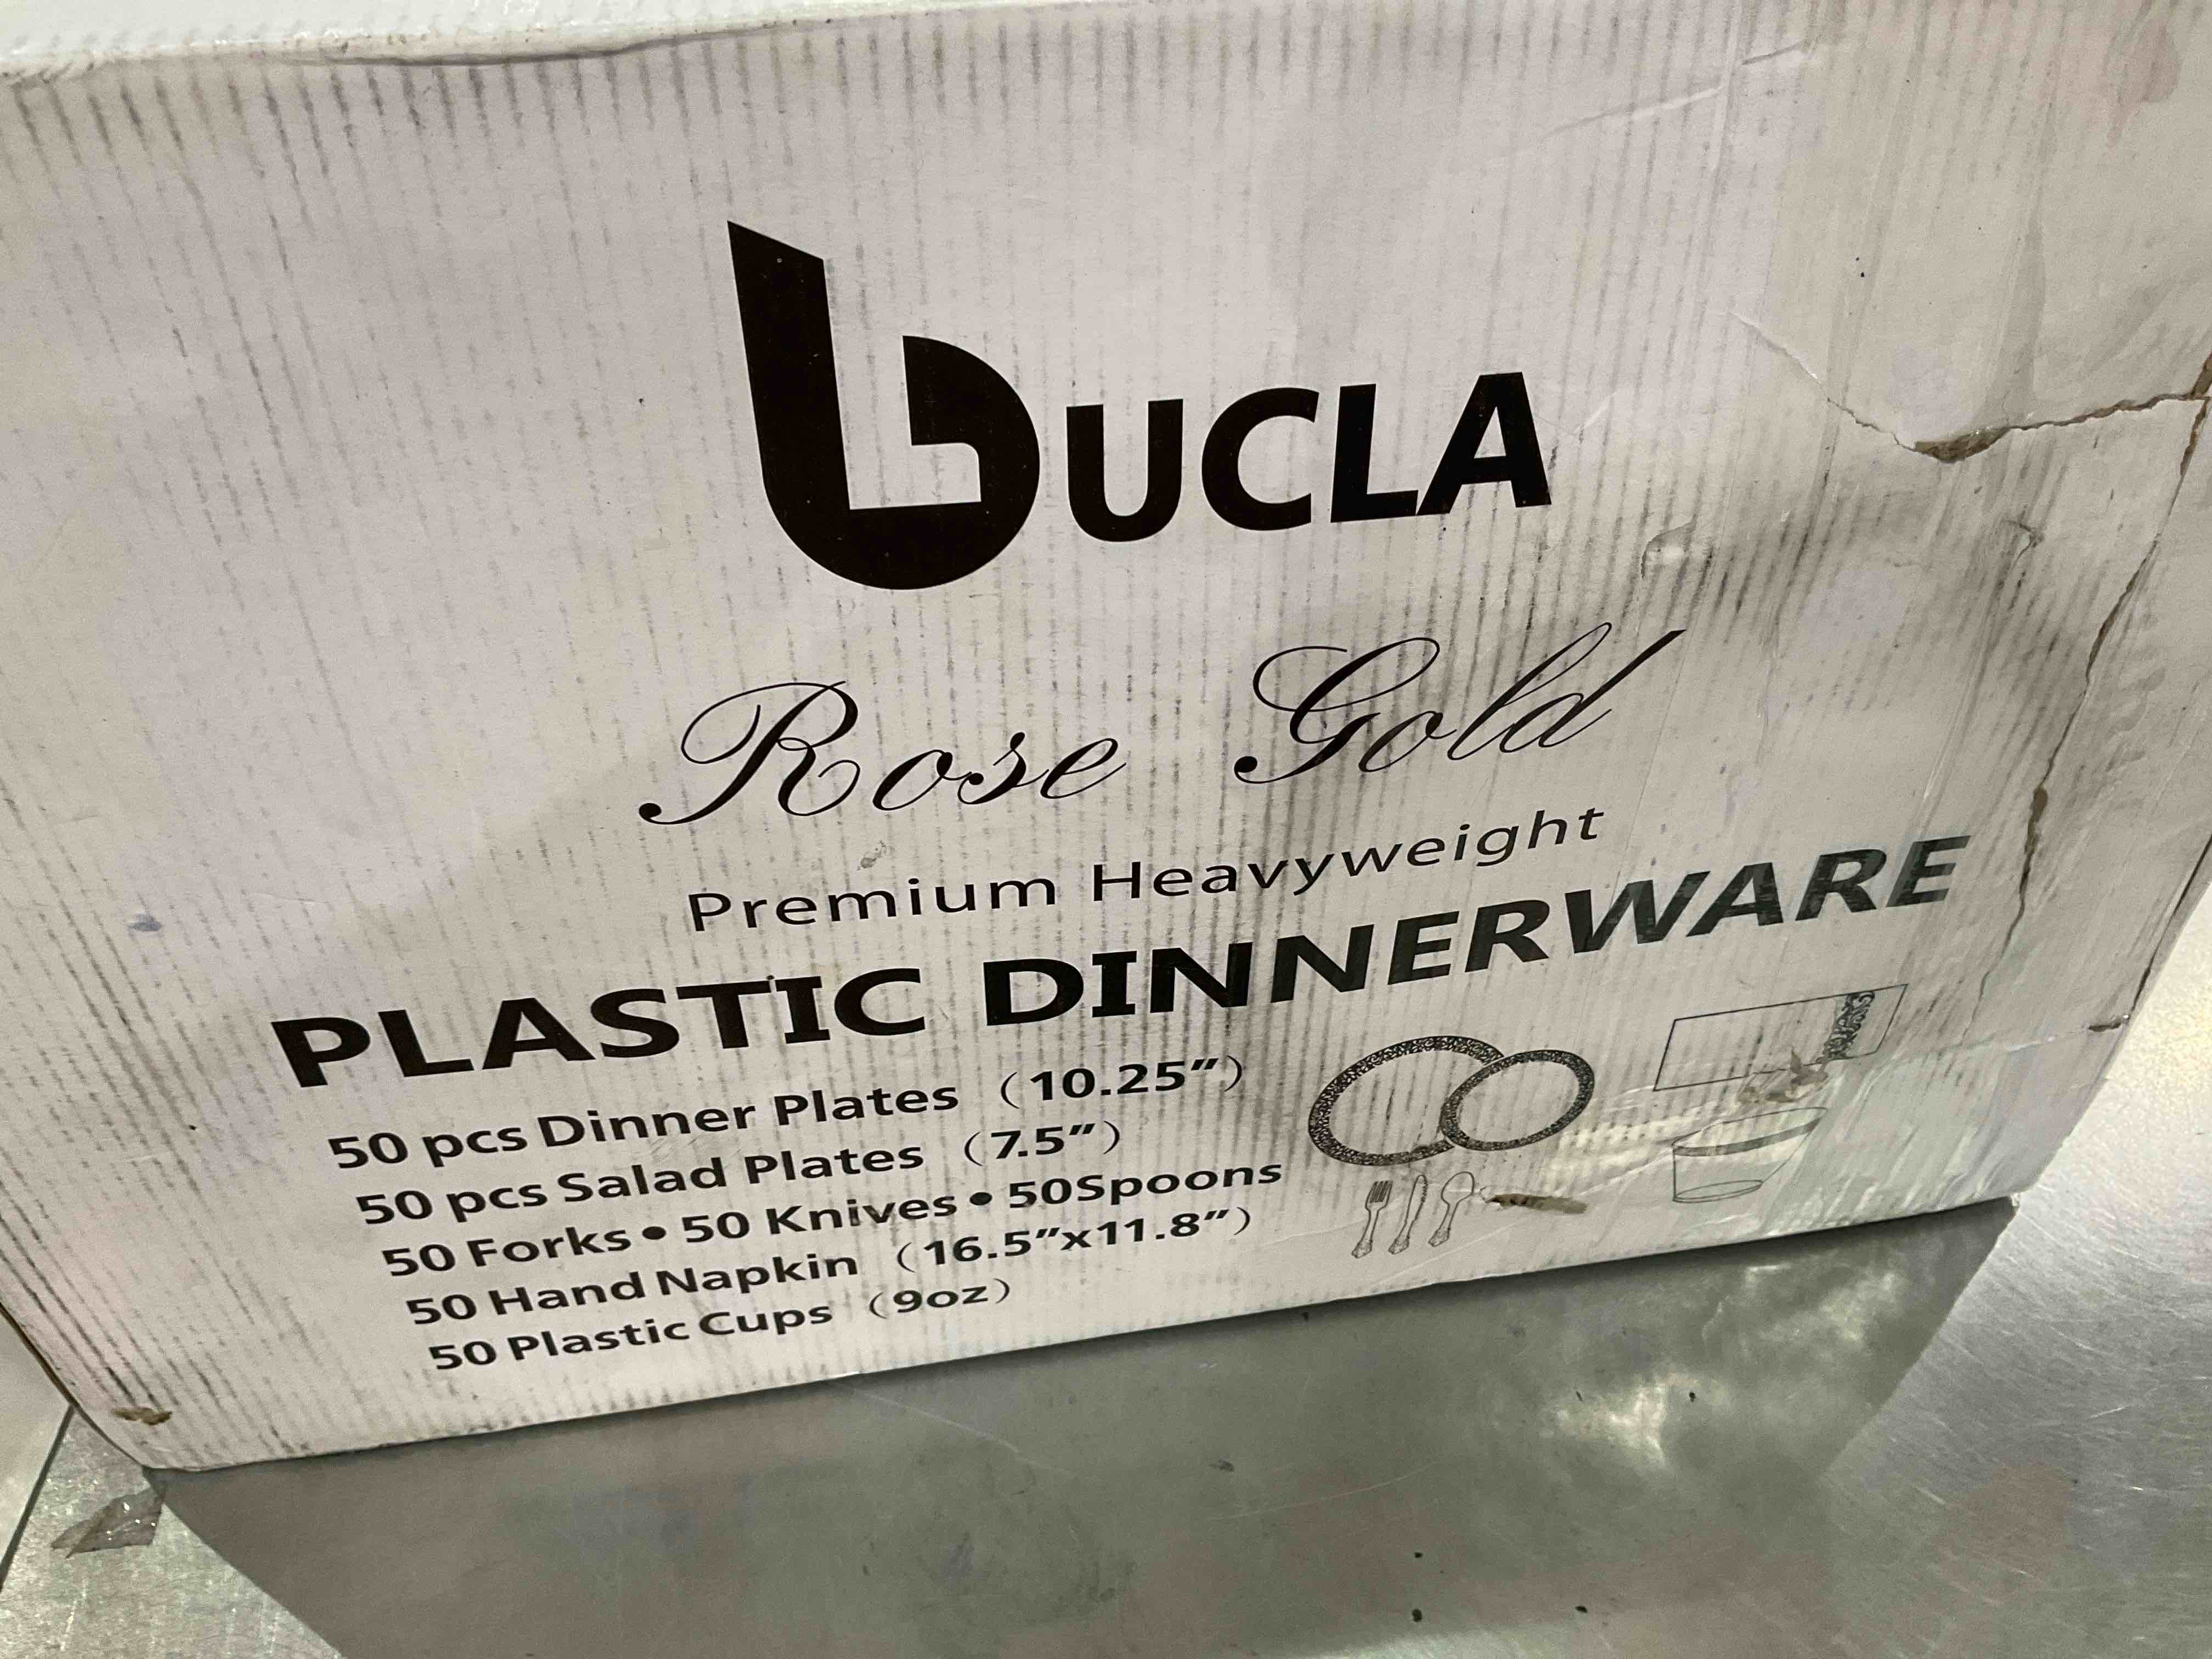 bUCLA
Rose Gold
Premium Heavyweight
PLASTIC DINNERWARE
50 pcs Dinner Plates (10.25")
50 pcs Salad Plates (7.5")
50 Forks • 50 Knives • 50Spoons
50 Hand Napkin (16.5"x11.8")
50 Plastic Cups (9oz)